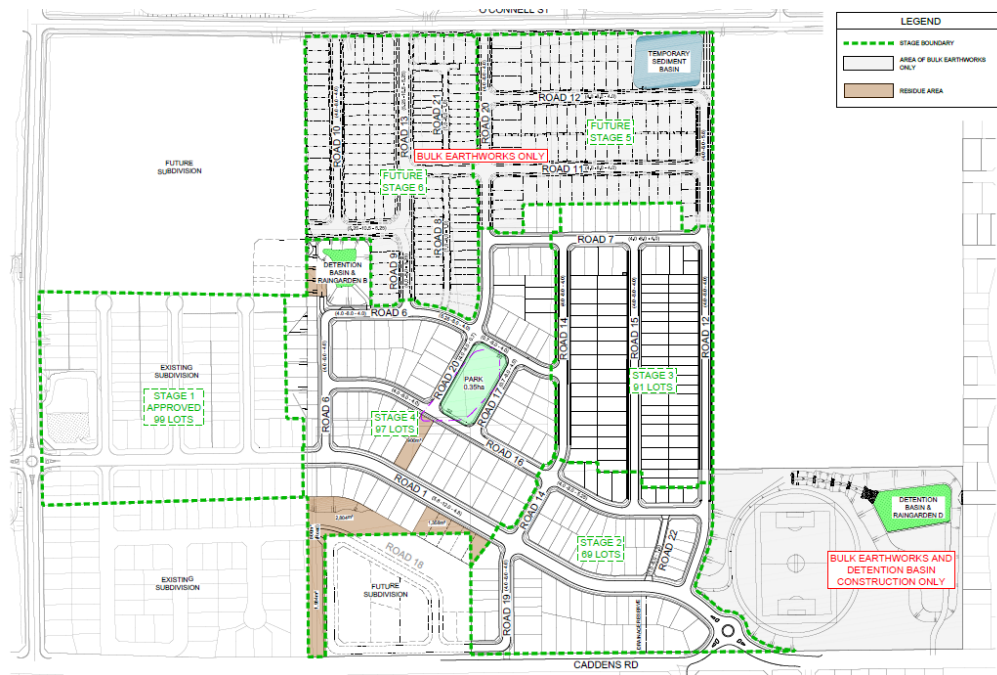 O'CONNELL ST
LEGEND
STAGE BOUNDARY
AREA OF BULK EARTHWORKS
ONLY
RESIDUE AREA
TEMPORARY
SEDIMENT
BASIN
ROAD 10
ROAD 13
ROAD 21
ROAD 20
ROAD 12
FUTURE
STAGE 5
BULK EARTHWORKS ONLY
ROAD 11
FUTURE
SUBDIVISION
FUTURE
STAGE 6
ROAD 8
ROAD 9
ROAD 7
DETENTION
BASIN &
RAINGARDEN B
ROAD 6
ROAD 14
ROAD 15
ROAD 12
EXISTING
SUBDIVISION
STAGE 1
APPROVED
99 LOTS
ROAD 6
ROAD 20
PARK
0.35ha
ROAD 17
STAGE 3
91 LOTS
STAGE 4
97 LOTS
ROAD 16
ROAD 1
ROAD 14
DETENTION
BASIN &
RAINGARDEN D
STAGE 2
69 LOTS
ROAD 22
BULK EARTHWORKS AND
DETENTION BASIN
CONSTRUCTION ONLY
ROAD 18
EXISTING
SUBDIVISION
FUTURE
SUBDIVISION
ROAD 19
CADDENS RD